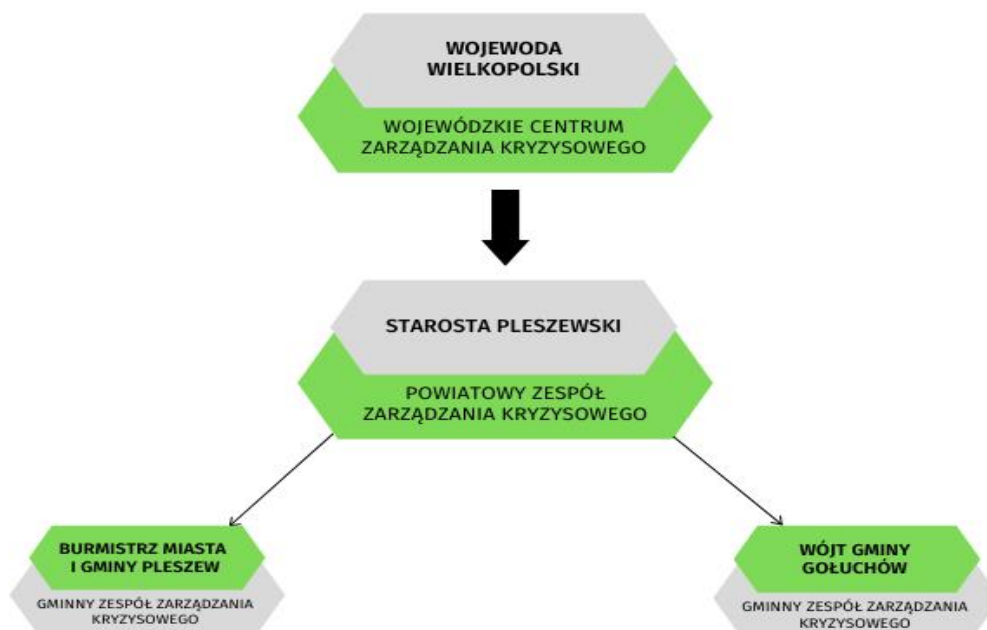 WOJEWODA
WIELKOPOLSKI
WOJEWÓDZKIE CENTRUM
ZARZĄDZANIA KRYZYSOWEGO
STAROSTA PLESZEWSKI
POWIATOWY ZESPÓŁ
ZARZĄDZANIA KRYZYSOWEGO
BURMISTRZ MIASTA
I GMINY PLESZEW
GMINNY ZESPÓŁ ZARZĄDZANIA
KRYZYSOWEGO
WÓJT GMINY
GOŁUCHÓW
GMINNY ZESPÓŁ ZARZĄDZANIA
KRYZYSOWEGO